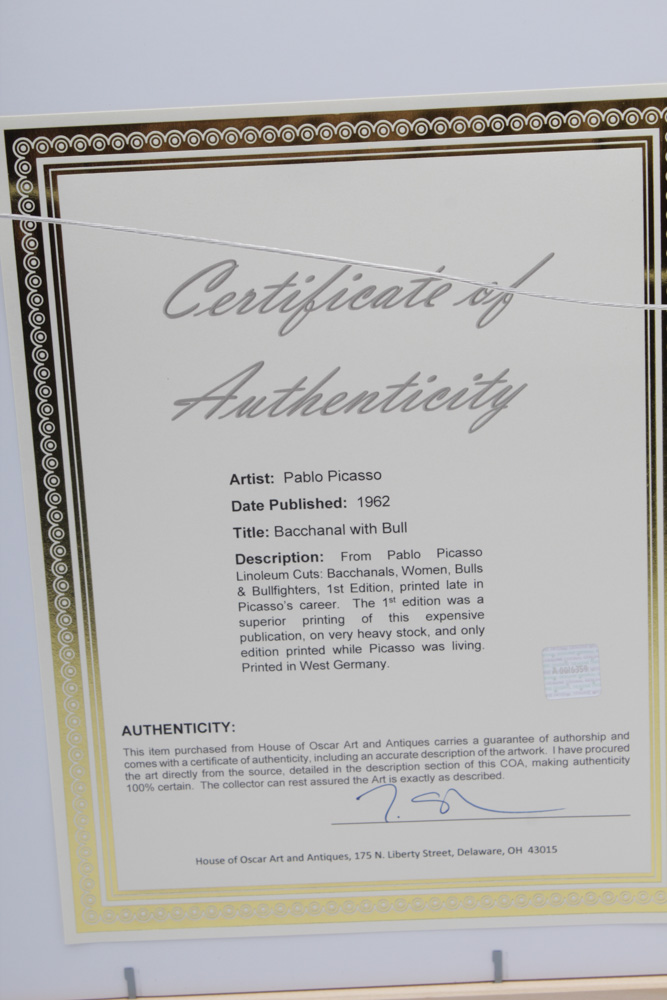 Certificate of
Authenticity
Artist: Pablo Picasso
Date Published: 1962
Title: Bacchanal with Bull
Description: From Pablo Picasso
Linoleum Cuts: Bacchanals, Women, Bulls
& Bullfighters, 1st Edition, printed late in
Picasso's career. The 1st edition was a
superior printing of this expensive
publication, on very heavy stock, and only
edition printed while Picasso was living.
Printed in West Germany.
AUTHENTICITY:
This item purchased from House of Oscar Art and Antiques carries a guarantee of authorship and
comes with a certificate of authenticity, including an accurate description of the artwork. I have procured
the art directly from the source, detailed in the description section of this COA, making authenticity
100% certain. The collector can rest assured the Art is exactly as described.
House of Oscar Art and Antiques, 175 N. Liberty Street, Delaware, OH 43015